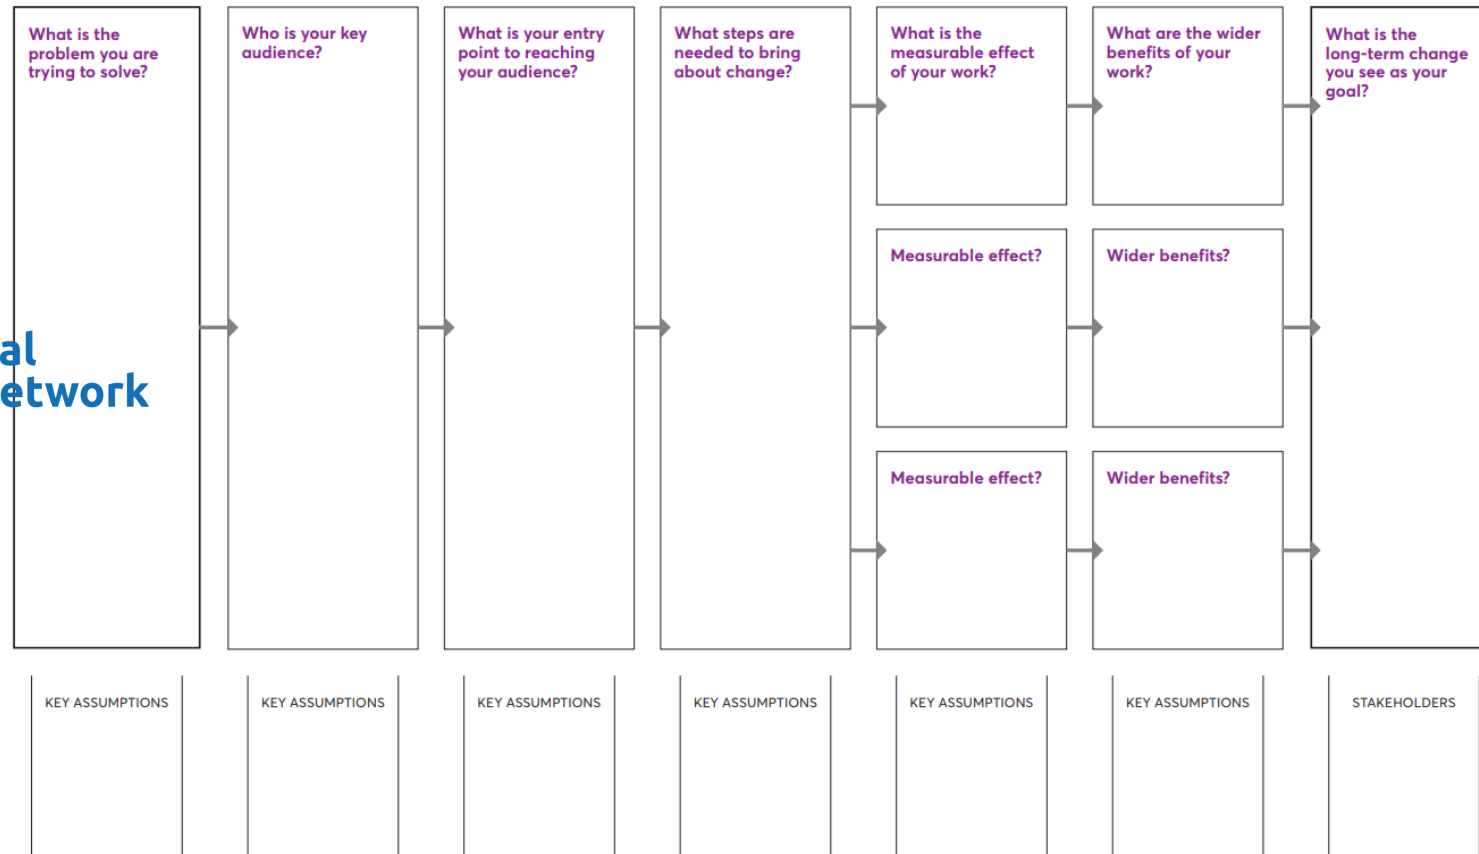 What is the
problem you are
trying to solve?
Who is your key
audience?
What is your entry
point to reaching
your audience?
What steps are
needed to bring
about change?
What is the
measurable effect
of your work?
What are the wider
benefits of your
work?
What is the
long-term change
you see as your
goal?
Measurable effect?
Wider benefits?
al
etwork
Measurable effect?
Wider benefits?
KEY ASSUMPTIONS
KEY ASSUMPTIONS
KEY ASSUMPTIONS
KEY ASSUMPTIONS
KEY ASSUMPTIONS
KEY ASSUMPTIONS
STAKEHOLDERS